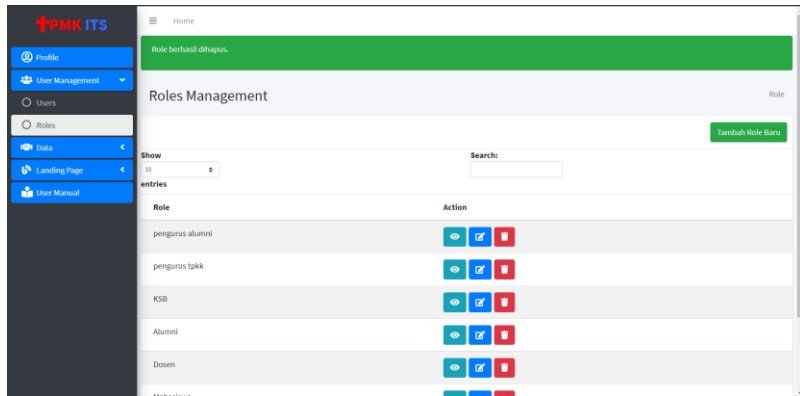 PMK ITS
Home
Role berhasil dihapus.
Profile
User Management
Users
Roles
Data
Landing Page
User Manual
Roles Management
Role
Tambah Role Baru
Show
10
entries
Search:
Role
Action
pengurus alumni
pengurus tpkk
KSB
Alumni
Dosen